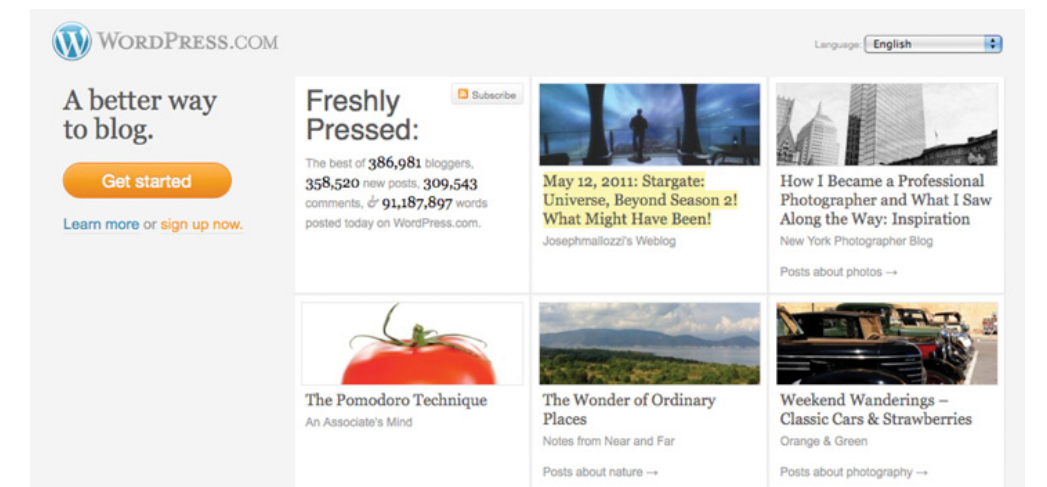 WORDPRESS.COM
Language: English
A better way
to blog.
Get started
Learn more or sign up now.
Freshly
Pressed:
Subscribe
The best of 386,981 bloggers,
358,520 new posts, 309,543
comments, & 91,187,897 words
posted today on WordPress.com.
May 12, 2011: Stargate:
Universe, Beyond Season 2!
What Might Have Been!
Josephmallozzi's Weblog
How I Became a Professional
Photographer and What I Saw
Along the Way: Inspiration
New York Photographer Blog
Posts about photos →
The Pomodoro Technique
An Associate's Mind
The Wonder of Ordinary
Places
Notes from Near and Far
Posts about nature →
Weekend Wanderings –
Classic Cars & Strawberries
Orange & Green
Posts about photography →